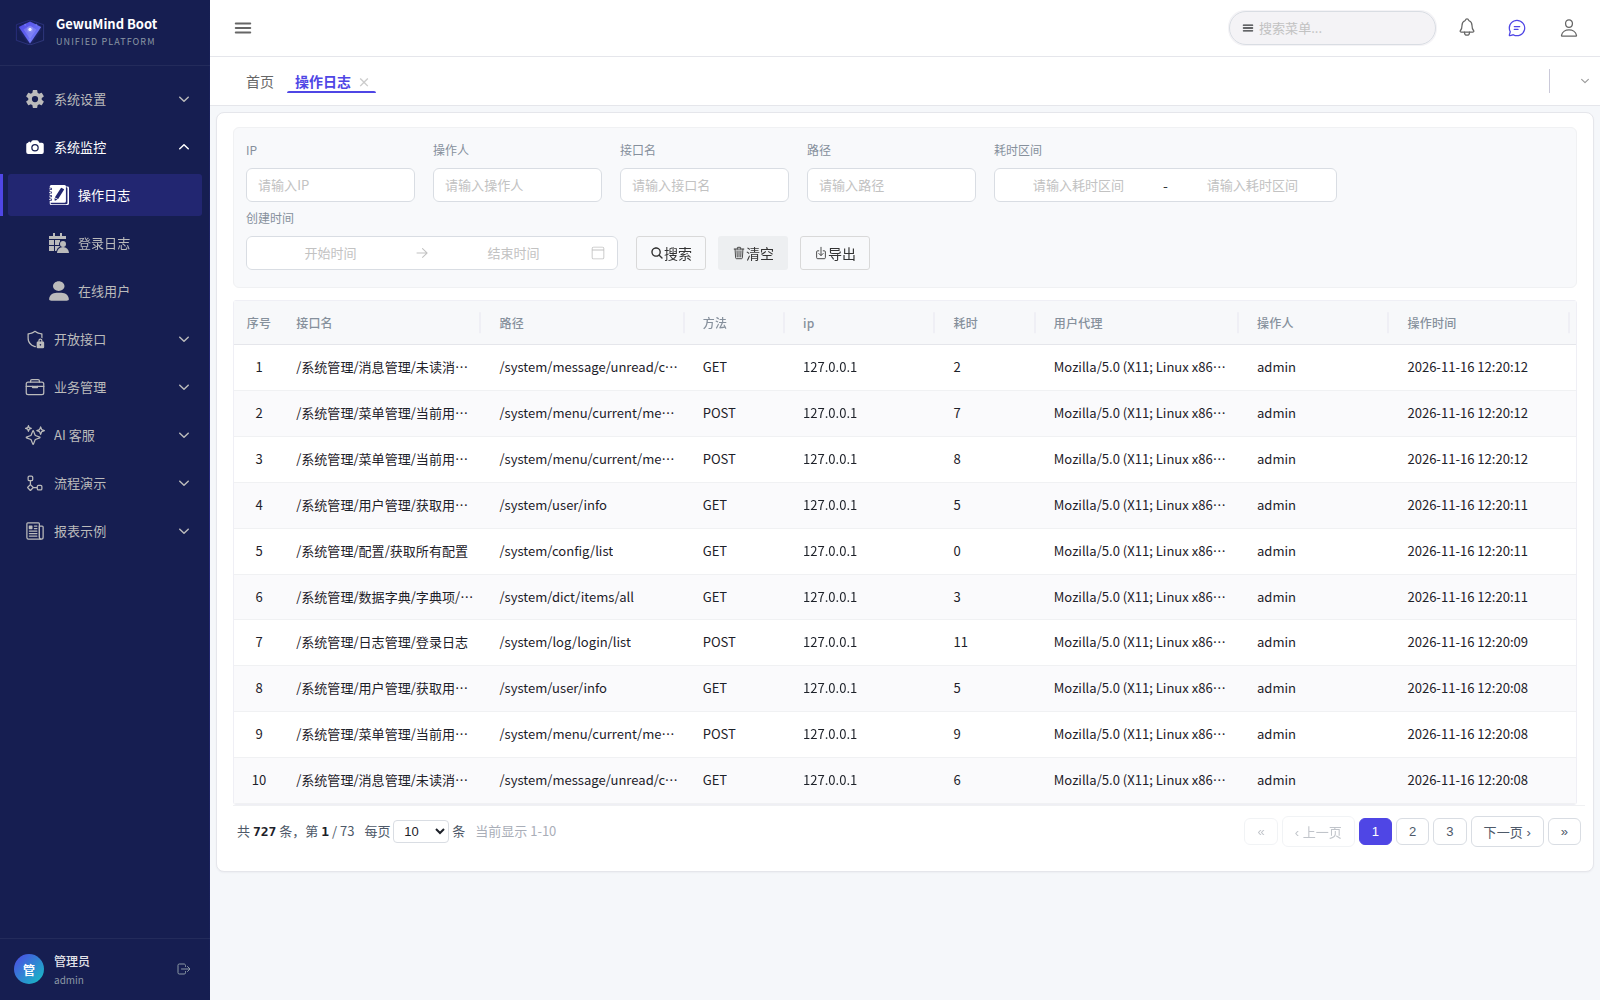 GewuMind Boot
UNIFIED PLATFORM
系统设置
系统监控
操作日志
登录日志
在线用户
开放接口
业务管理
AI 客服
流程演示
报表示例
管
管理员
admin
搜索菜单...
首页 操作日志
IP 操作人 接口名 路径 耗时区间
请输入IP 请输入操作人 请输入接口名 请输入路径 请输入耗时区间 - 请输入耗时区间
创建时间
开始时间 结束时间 搜索 清空 导出
序号 接口名 路径 方法 ip 耗时 用户代理 操作人 操作时间
1 /系统管理/消息管理/未读消… /system/message/unread/c… GET 127.0.0.1 2 Mozilla/5.0 (X11; Linux x86… admin 2026-11-16 12:20:12
2 /系统管理/菜单管理/当前用… /system/menu/current/me… POST 127.0.0.1 7 Mozilla/5.0 (X11; Linux x86… admin 2026-11-16 12:20:12
3 /系统管理/菜单管理/当前用… /system/menu/current/me… POST 127.0.0.1 8 Mozilla/5.0 (X11; Linux x86… admin 2026-11-16 12:20:12
4 /系统管理/用户管理/获取用… /system/user/info GET 127.0.0.1 5 Mozilla/5.0 (X11; Linux x86… admin 2026-11-16 12:20:11
5 /系统管理/配置/获取所有配置 /system/config/list GET 127.0.0.1 0 Mozilla/5.0 (X11; Linux x86… admin 2026-11-16 12:20:11
6 /系统管理/数据字典/字典项/… /system/dict/items/all GET 127.0.0.1 3 Mozilla/5.0 (X11; Linux x86… admin 2026-11-16 12:20:11
7 /系统管理/日志管理/登录日志 /system/log/login/list POST 127.0.0.1 11 Mozilla/5.0 (X11; Linux x86… admin 2026-11-16 12:20:09
8 /系统管理/用户管理/获取用… /system/user/info GET 127.0.0.1 5 Mozilla/5.0 (X11; Linux x86… admin 2026-11-16 12:20:08
9 /系统管理/菜单管理/当前用… /system/menu/current/me… POST 127.0.0.1 9 Mozilla/5.0 (X11; Linux x86… admin 2026-11-16 12:20:08
10 /系统管理/消息管理/未读消… /system/message/unread/c… GET 127.0.0.1 6 Mozilla/5.0 (X11; Linux x86… admin 2026-11-16 12:20:08
共 727 条，第 1 / 73 每页 10 条 当前显示 1-10 « ‹ 上一页 1 2 3 下一页 › »